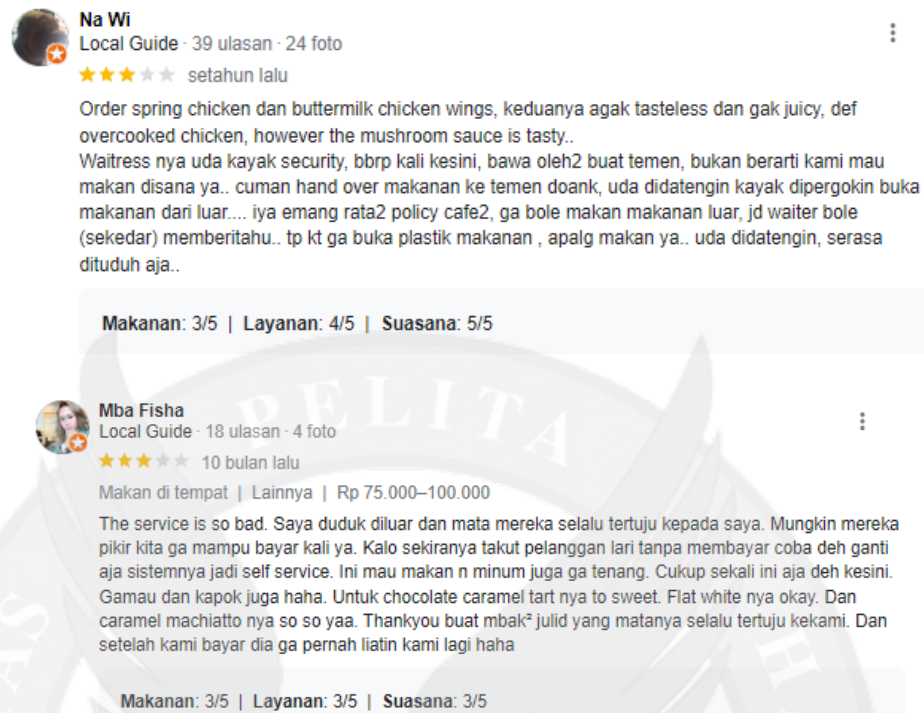 Na Wi
Local Guide · 39 ulasan · 24 foto
setahun lalu
Order spring chicken dan buttermilk chicken wings, keduanya agak tasteless dan gak juicy, def
overcooked chicken, however the mushroom sauce is tasty..
Waitress nya uda kayak security, bbrp kali kesini, bawa oleh2 buat temen, bukan berarti kami mau
makan disana ya.. cuman hand over makanan ke temen doank, uda didatengin kayak dipergokin buka
makanan dari luar.... iya emang rata2 policy cafe2, ga bole makan makanan luar, jd waiter bole
(sekedar) memberitahu.. tp kt ga buka plastik makanan , apalg makan ya.. uda didatengin, serasa
dituduh aja..
Makanan: 3/5 | Layanan: 4/5 | Suasana: 5/5
PELITA
Mba Fisha
Local Guide · 18 ulasan · 4 foto
10 bulan lalu
Makan di tempat | Lainnya | Rp 75.000–100.000
The service is so bad. Saya duduk diluar dan mata mereka selalu tertuju kepada saya. Mungkin mereka
pikir kita ga mampu bayar kali ya. Kalo sekiranya takut pelanggan lari tanpa membayar coba deh ganti
aja sistemnya jadi self service. Ini mau makan n minum juga ga tenang. Cukup sekali ini aja deh kesini.
Gamau dan kapok juga haha. Untuk chocolate caramel tart nya to sweet. Flat white nya okay. Dan
caramel machiatto nya so so yaa. Thankyou buat mbak² julid yang matanya selalu tertuju kekami. Dan
setelah kami bayar dia ga pernah liatin kami lagi haha
Makanan: 3/5 | Layanan: 3/5 | Suasana: 3/5